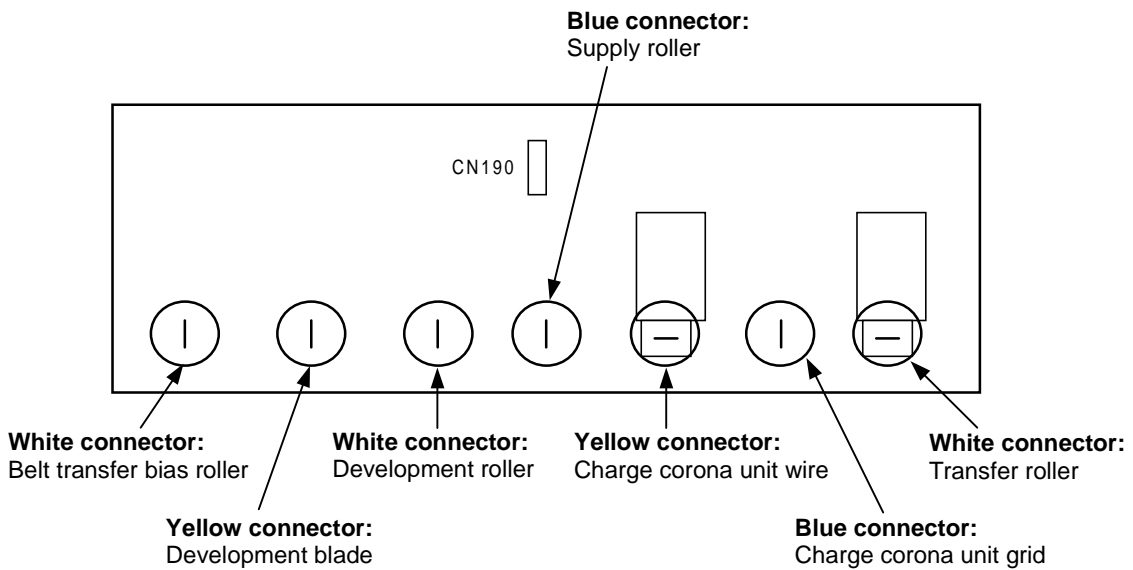 Blue connector:
Supply roller
CN190
White connector:
Belt transfer bias roller
White connector:
Development roller
Yellow connector:
Charge corona unit wire
White connector:
Transfer roller
Yellow connector:
Development blade
Blue connector:
Charge corona unit grid